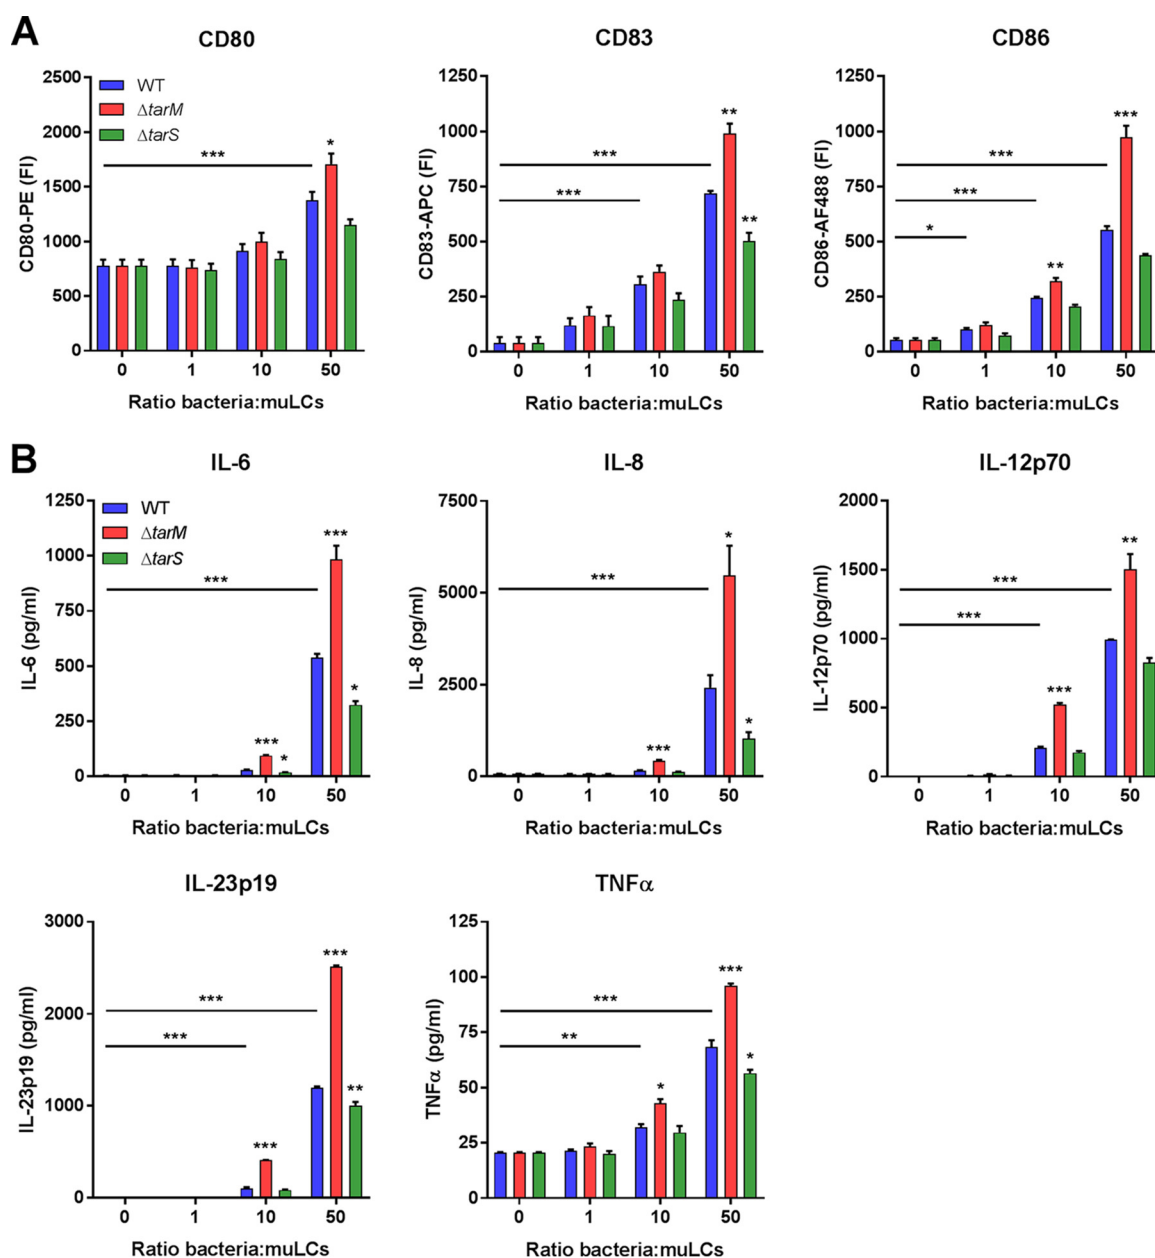 A
CD80
CD83
CD86
2500
2000
1500
1000
500
0
CD80-PE (FI)
WT
ΔtarM
ΔtarS
***
*
0 1 10 50
Ratio bacteria:muLCs
1250
1000
750
500
250
0
CD83-APC (FI)
**
***
***
**
0 1 10 50
Ratio bacteria:muLCs
1250
1000
750
500
250
0
CD86-AF488 (FI)
***
***
***
*
**
0 1 10 50
Ratio bacteria:muLCs
B
IL-6
IL-8
IL-12p70
1250
1000
750
500
250
0
IL-6 (pg/ml)
WT
ΔtarM
ΔtarS
***
***
*
***
*
0 1 10 50
Ratio bacteria:muLCs
7500
5000
2500
0
IL-8 (pg/ml)
*
***
*
***
0 1 10 50
Ratio bacteria:muLCs
2000
1500
1000
500
0
IL-12p70 (pg/ml)
**
***
***
***
0 1 10 50
Ratio bacteria:muLCs
IL-23p19
TNFα
3000
2000
1000
0
IL-23p19 (pg/ml)
***
***
***
**
***
0 1 10 50
Ratio bacteria:muLCs
125
100
75
50
25
0
TNFα (pg/ml)
***
***
**
*
*
0 1 10 50
Ratio bacteria:muLCs